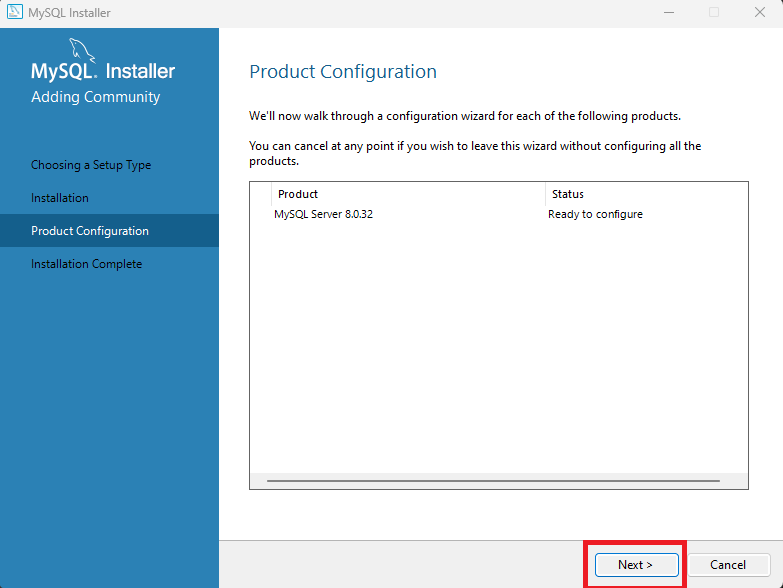 MySQL Installer
MySQL. Installer
Adding Community
Choosing a Setup Type
Installation
Product Configuration
Installation Complete
Product Configuration
We'll now walk through a configuration wizard for each of the following products.
You can cancel at any point if you wish to leave this wizard without configuring all the
products.
Product Status
MySQL Server 8.0.32 Ready to configure
Next > Cancel